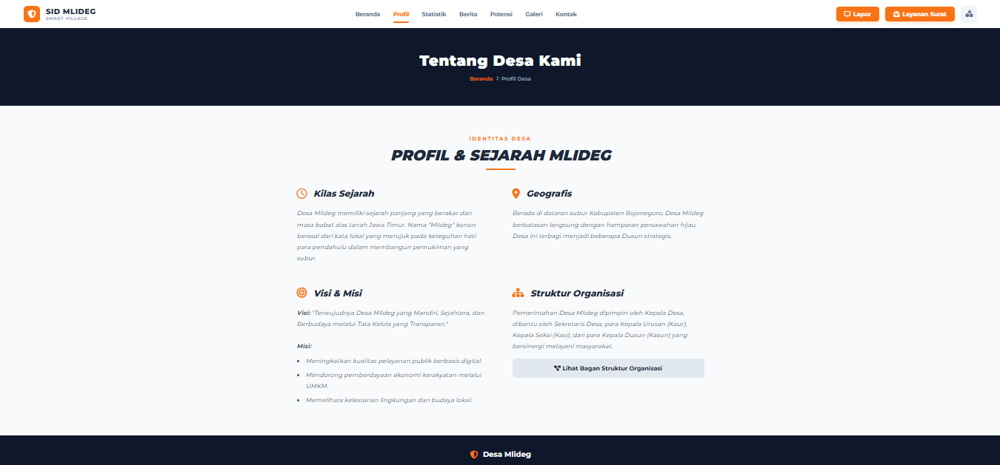 SID MLIDEG
SMART VILLAGE
Beranda Profil Statistik Berita Potensi Galeri Kontak
Lapor Layanan Surat
Tentang Desa Kami
Beranda > Profil Desa
IDENTITAS DESA
PROFIL & SEJARAH MLIDEG
Kilas Sejarah
Desa Mlideg memiliki sejarah panjang yang berakar dari
masa babat alas tanah Jawa Timur. Nama "Mlideg" konon
berasal dari kata lokal yang merujuk pada keteguhan hati
para pendahulu dalam membangun pemukiman yang
subur.
Geografis
Berada di dataran subur Kabupaten Bojonegoro, Desa Mlideg
berbatasan langsung dengan hamparan persawahan hijau.
Desa ini terbagi menjadi beberapa Dusun strategis.
Visi & Misi
Visi: "Terwujudnya Desa Mlideg yang Mandiri, Sejahtera, dan
Berbudaya melalui Tata Kelola yang Transparan."
Misi:
• Meningkatkan kualitas pelayanan publik berbasis digital.
• Mendorong pemberdayaan ekonomi kerakyatan melalui
UMKM.
• Memelihara kelestarian lingkungan dan budaya lokal.
Struktur Organisasi
Pemerintahan Desa Mlideg dipimpin oleh Kepala Desa,
dibantu oleh Sekretaris Desa, para Kepala Urusan (Kaur),
Kepala Seksi (Kasi), dan para Kepala Dusun (Kasun) yang
bersinergi melayani masyarakat.
Lihat Bagan Struktur Organisasi
Desa Mlideg